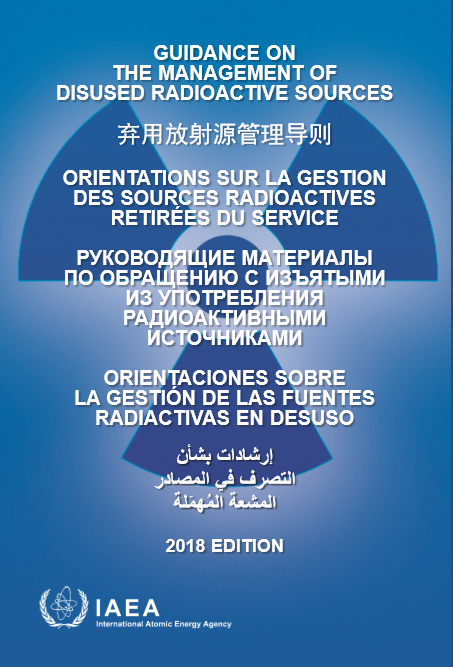 GUIDANCE ON
THE MANAGEMENT OF
DISUSED RADIOACTIVE SOURCES
弃用放射源管理导则
ORIENTATIONS SUR LA GESTION
DES SOURCES RADIOACTIVES
RETIRÉES DU SERVICE
РУКОВОДЯЩИЕ МАТЕРИАЛЫ
ПО ОБРАЩЕНИЮ С ИЗЪЯТЫМИ
ИЗ УПОТРЕБЛЕНИЯ
РАДИОАКТИВНЫМИ
ИСТОЧНИКАМИ
ORIENTACIONES SOBRE
LA GESTIÓN DE LAS FUENTES
RADIACTIVAS EN DESUSO
إرشادات بشأن
التصرف في المصادر
المشعة المُهمَلة
2018 EDITION
IAEA
International Atomic Energy Agency